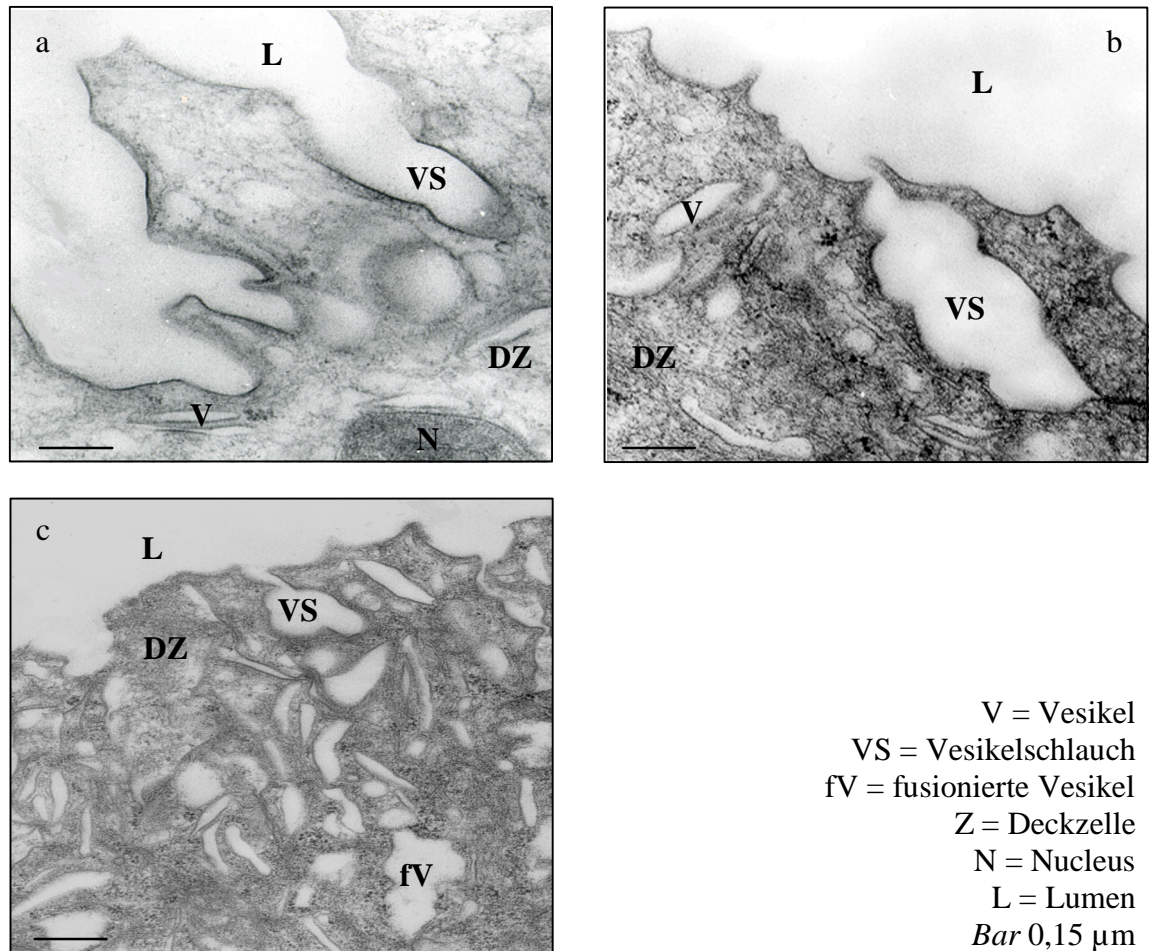 a
L
VS
DZ
V
N
b
L
V
VS
DZ
c
L
VS
DZ
fV
V = Vesikel
VS = Vesikelschlauch
fV = fusionierte Vesikel
Z = Deckzelle
N = Nucleus
L = Lumen
Bar 0,15 µm